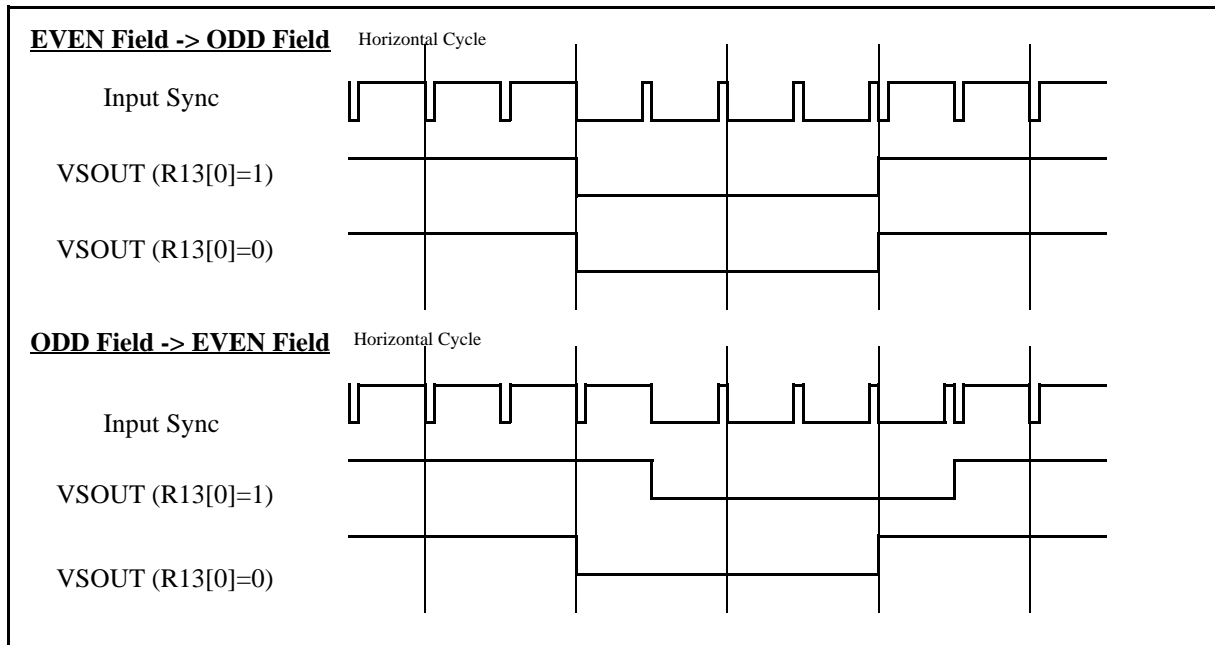 EVEN Field -> ODD Field Horizontal Cycle
Input Sync
VSOUT (R13[0]=1)
VSOUT (R13[0]=0)
ODD Field -> EVEN Field Horizontal Cycle
Input Sync
VSOUT (R13[0]=1)
VSOUT (R13[0]=0)